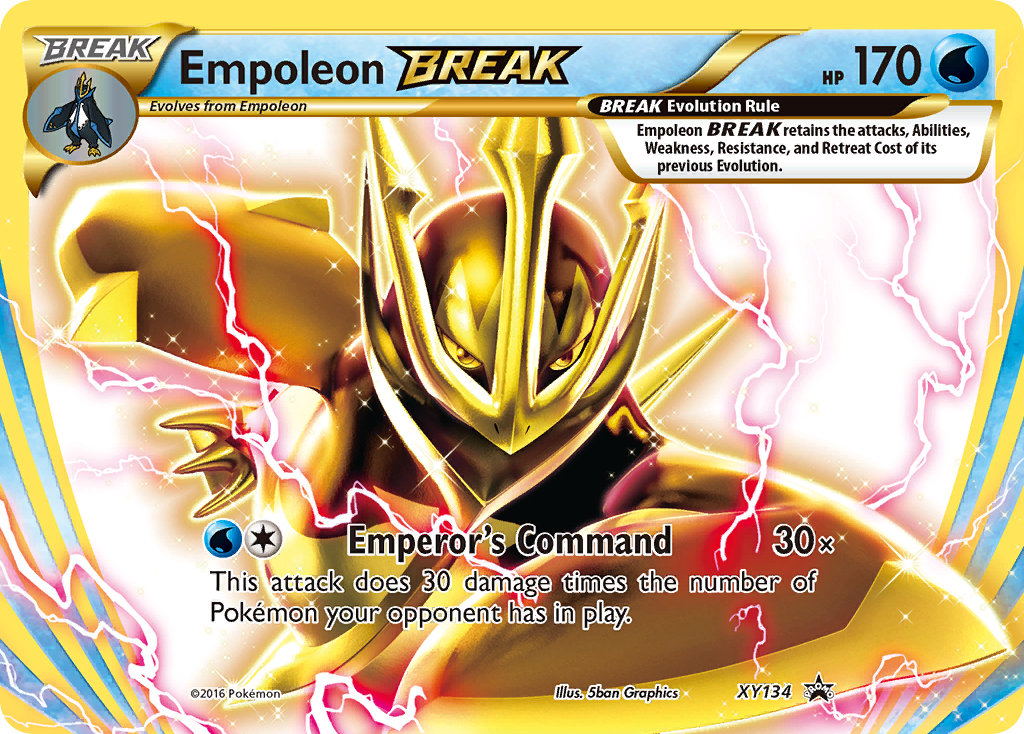 BREAK
Empoleon BREAK
HP 170
Evolves from Empoleon
BREAK Evolution Rule
Empoleon BREAK retains the attacks, Abilities,
Weakness, Resistance, and Retreat Cost of its
previous Evolution.
Emperor's Command 30×
This attack does 30 damage times the number of
Pokémon your opponent has in play.
©2016 Pokémon
Illus. 5ban Graphics
XY134